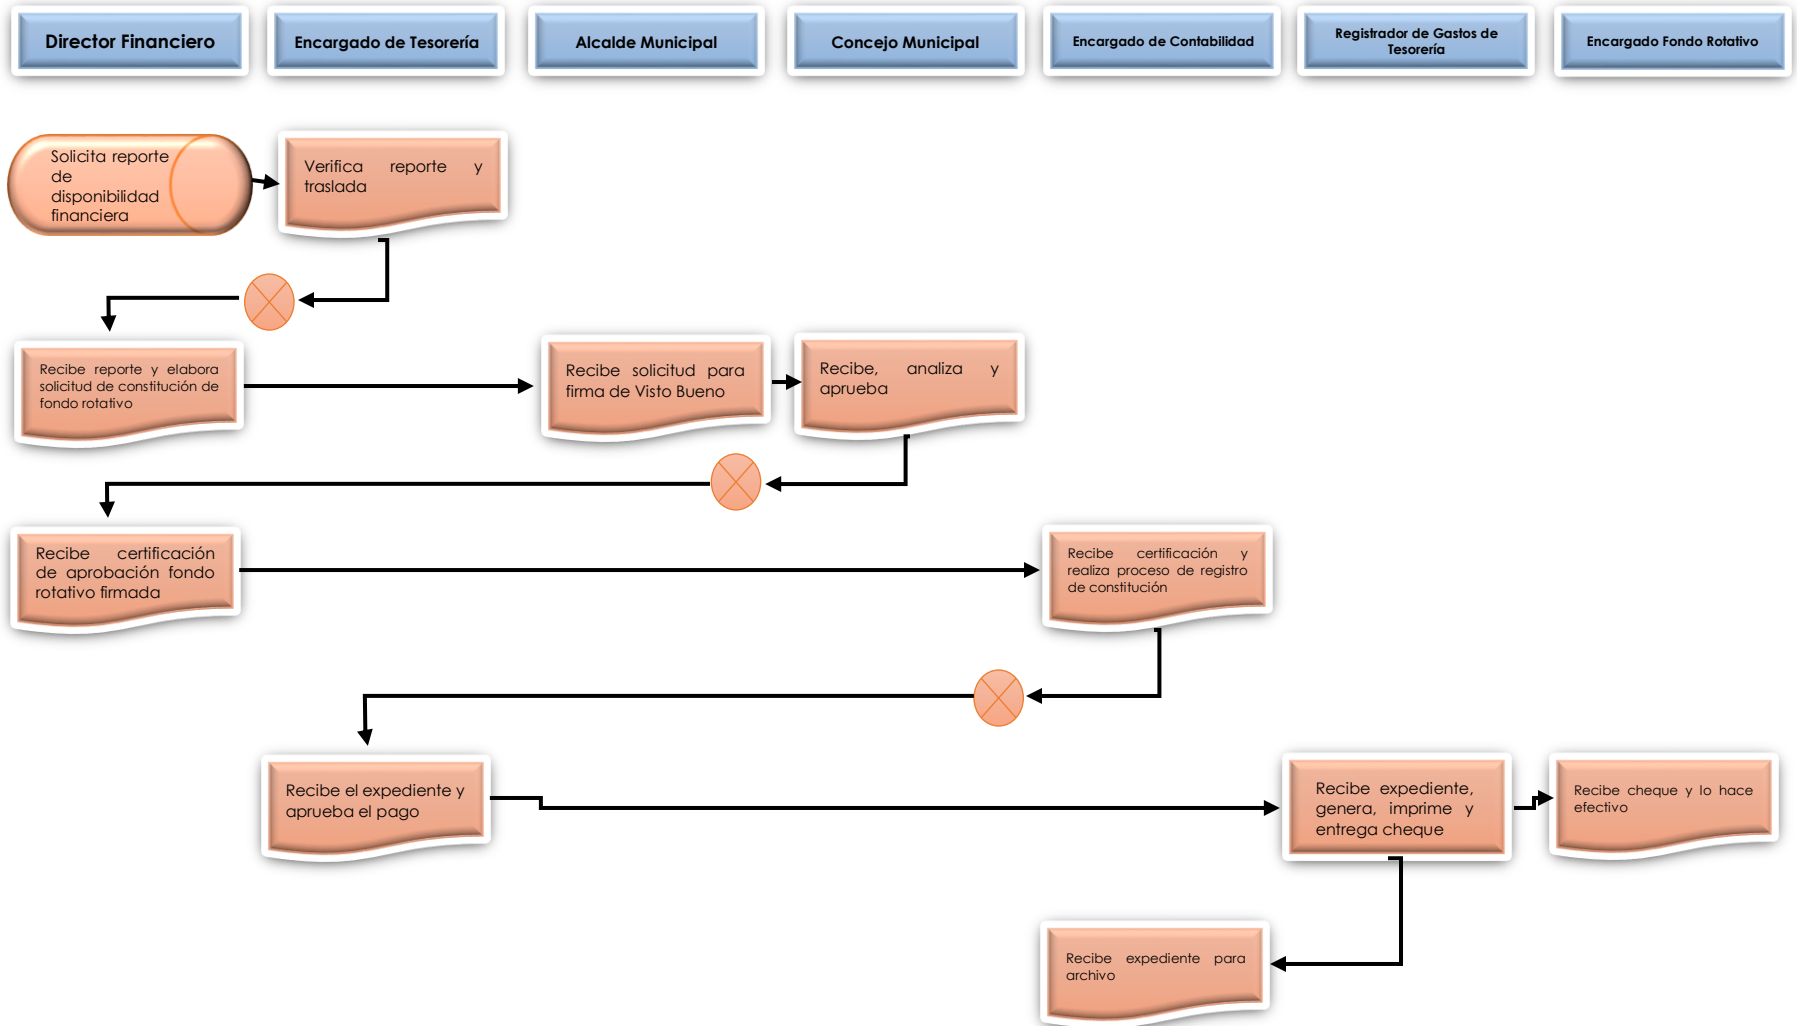 Director Financiero
Encargado de Tesorería
Alcalde Municipal
Concejo Municipal
Encargado de Contabilidad
Registrador de Gastos de
Tesorería
Encargado Fondo Rotativo
Solicita reporte
de
disponibilidad
financiera
Verifica reporte y
traslada
Recibe reporte y elabora
solicitud de constitución de
fondo rotativo
Recibe solicitud para
firma de Visto Bueno
Recibe, analiza y
aprueba
Recibe certificación
de aprobación fondo
rotativo firmada
Recibe certificación y
realiza proceso de registro
de constitución
Recibe el expediente y
aprueba el pago
Recibe expediente,
genera, imprime y
entrega cheque
Recibe cheque y lo hace
efectivo
Recibe expediente para
archivo